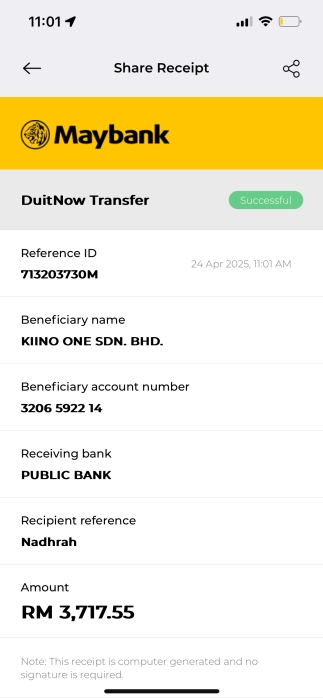 11:01
Share Receipt
Maybank
DuitNow Transfer
Successful
Reference ID
24 Apr 2025, 11:01 AM
713203730M
Beneficiary name
KIINO ONE SDN. BHD.
Beneficiary account number
3206 5922 14
Receiving bank
PUBLIC BANK
Recipient reference
Nadhrah
Amount
RM 3,717.55
Note: This receipt is computer generated and no
signature is required.